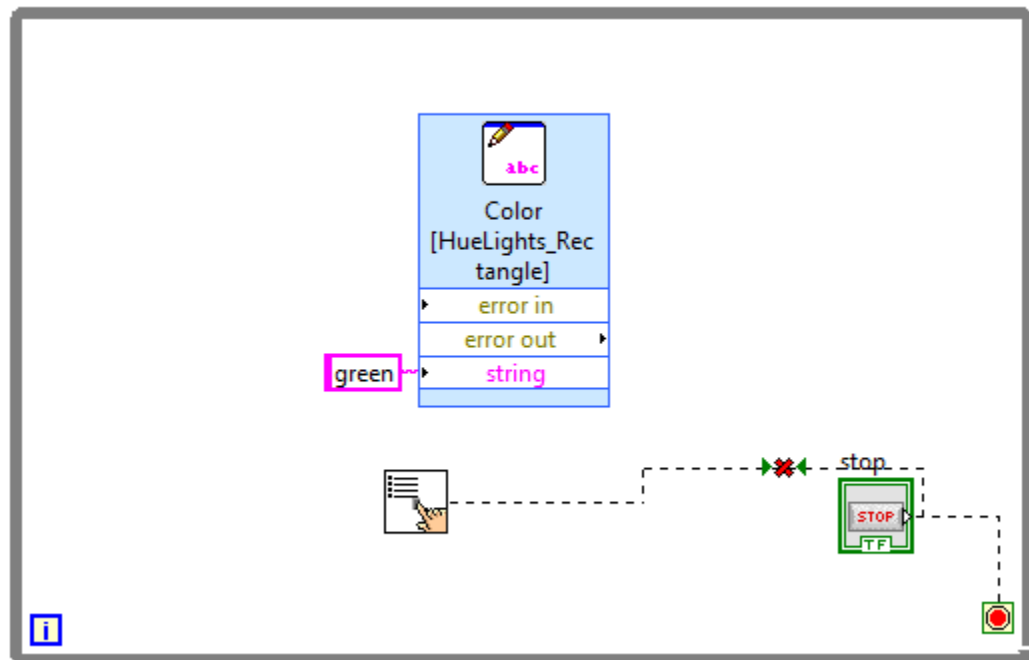 abc
Color
[HueLights_Rec
tangle]
error in
error out
green
string
stop
STOP
TF
i